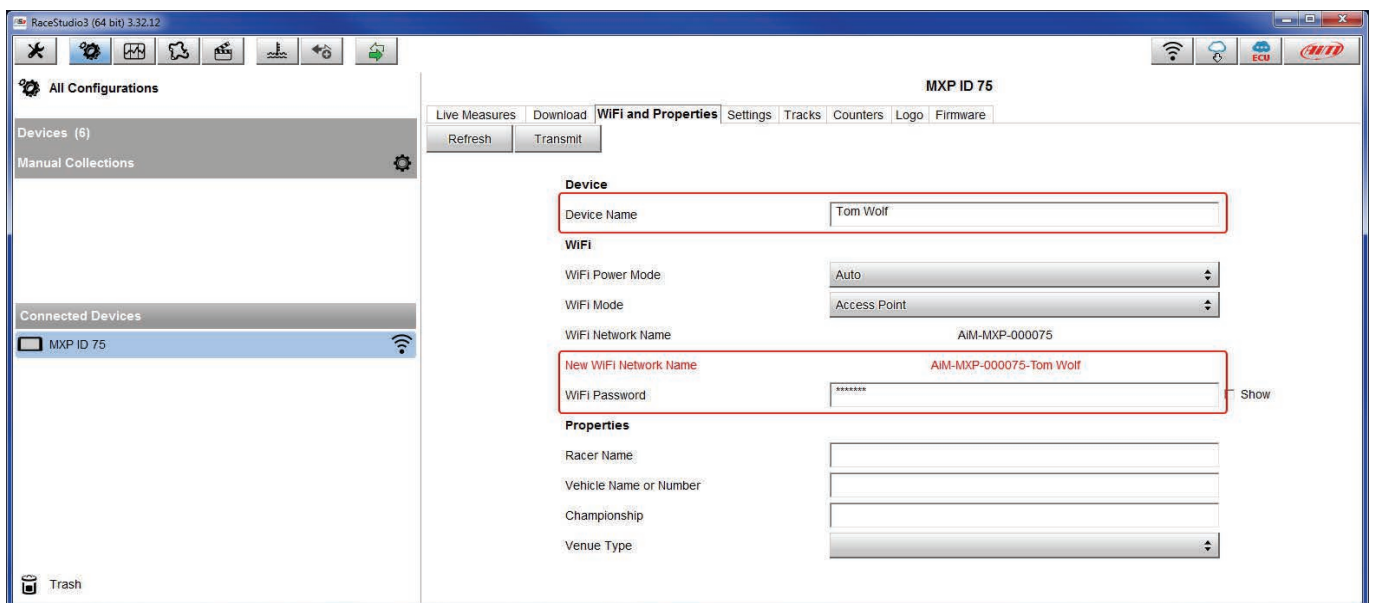 RaceStudio3 (64 bit) 3.32.12
ECU
AiM
All Configurations
MXP ID 75
Live Measures Download WiFi and Properties Settings Tracks Counters Logo Firmware
Devices (6)
Refresh Transmit
Manual Collections
Device
Device Name Tom Wolf
WiFi
WiFi Power Mode Auto
WiFi Mode Access Point
Connected Devices
WiFi Network Name AiM-MXP-000075
MXP ID 75
New WiFi Network Name AiM-MXP-000075-Tom Wolf
WiFi Password ******* Show
Properties
Racer Name
Vehicle Name or Number
Championship
Venue Type
Trash